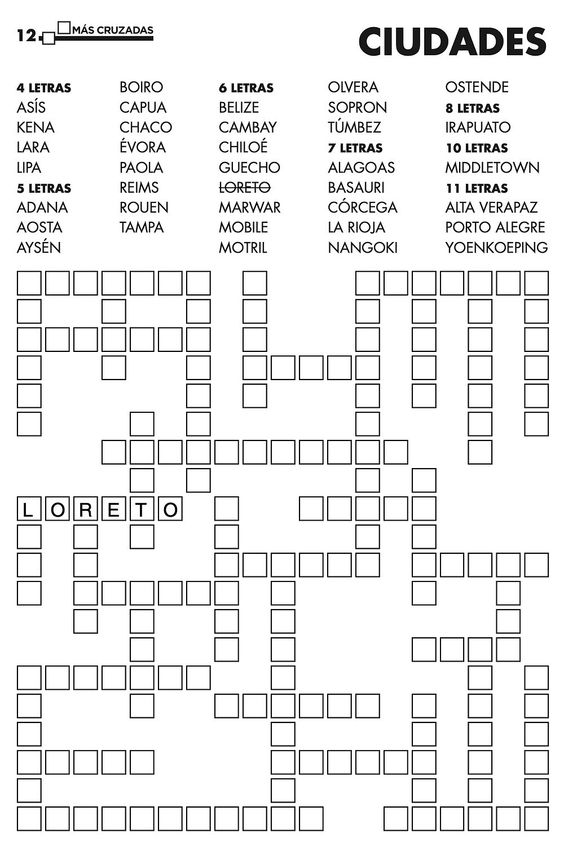 12.
MÁS CRUZADAS
CIUDADES
4 LETRAS
ASÍS
KENA
LARA
LIPA
5 LETRAS
ADANA
AOSTA
AYSÉN
BOIRO
CAPUA
CHACO
ÉVORA
PAOLA
REIMS
ROUEN
TAMPA
6 LETRAS
BELIZE
CAMBAY
CHILOÉ
GUECHO
LORETO
MARWAR
MOBILE
MOTRIL
OLVERA
SOPRON
TÚMBEZ
7 LETRAS
ALAGOAS
BASAURI
CÓRCEGA
LA RIOJA
NANGOKI
OSTENDE
8 LETRAS
IRAPUATO
10 LETRAS
MIDDLETOWN
11 LETRAS
ALTA VERAPAZ
PORTO ALEGRE
YOENKOEPING
LORETO